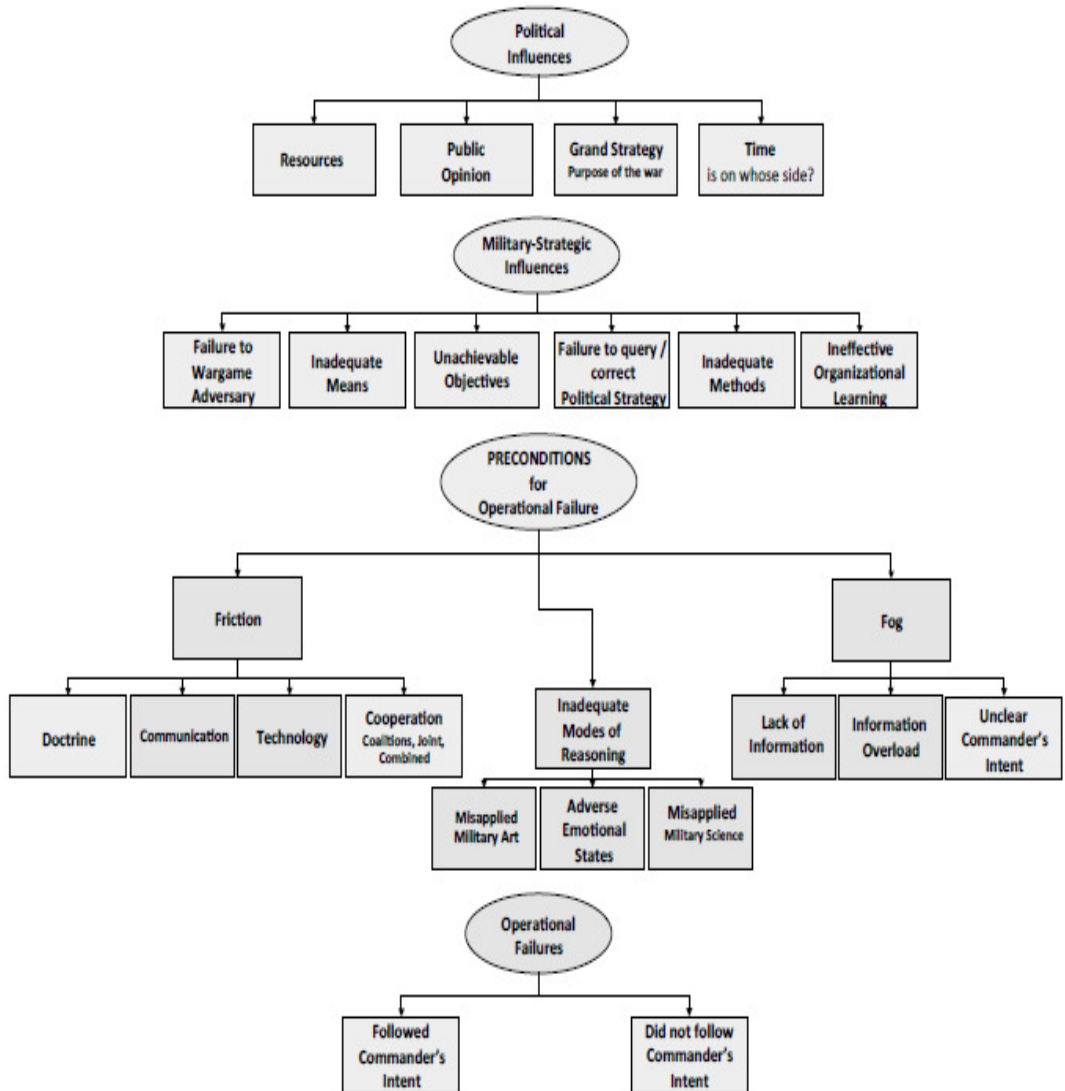 Political
Influences
Resources
Public
Opinion
Grand Strategy
Purpose of the war
Time
is on whose side?
Military-Strategic
Influences
Failure to
Wargame
Adversary
Inadequate
Means
Unachievable
Objectives
Failure to query /
correct
Political Strategy
Inadequate
Methods
Ineffective
Organizational
Learning
PRECONDITIONS
for
Operational Failure
Friction
Fog
Doctrine
Communication
Technology
Cooperation
Coalitions, Joint,
Combined
Inadequate
Modes of
Reasoning
Lack of
Information
Information
Overload
Unclear
Commander's
Intent
Misapplied
Military Art
Adverse
Emotional
States
Misapplied
Military Science
Operational
Failures
Followed
Commander's
Intent
Did not follow
Commander's
Intent